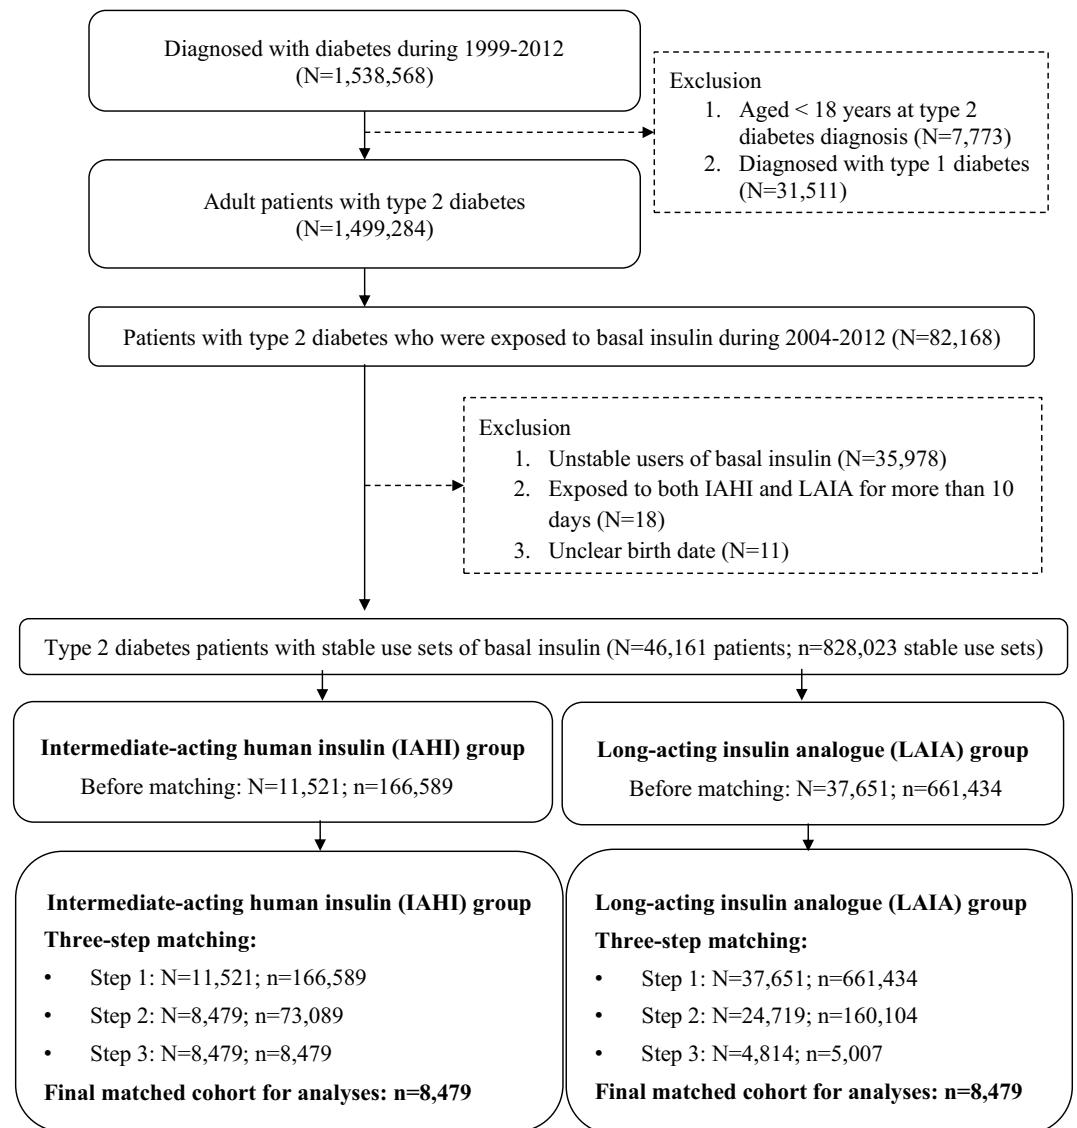 Diagnosed with diabetes during 1999-2012
(N=1,538,568)
Exclusion
1. Aged < 18 years at type 2
diabetes diagnosis (N=7,773)
2. Diagnosed with type 1 diabetes
(N=31,511)
Adult patients with type 2 diabetes
(N=1,499,284)
Patients with type 2 diabetes who were exposed to basal insulin during 2004-2012 (N=82,168)
Exclusion
1. Unstable users of basal insulin (N=35,978)
2. Exposed to both IAHI and LAIA for more than 10
days (N=18)
3. Unclear birth date (N=11)
Type 2 diabetes patients with stable use sets of basal insulin (N=46,161 patients; n=828,023 stable use sets)
Intermediate-acting human insulin (IAHI) group
Before matching: N=11,521; n=166,589
Long-acting insulin analogue (LAIA) group
Before matching: N=37,651; n=661,434
Intermediate-acting human insulin (IAHI) group
Three-step matching:
• Step 1: N=11,521; n=166,589
• Step 2: N=8,479; n=73,089
• Step 3: N=8,479; n=8,479
Final matched cohort for analyses: n=8,479
Long-acting insulin analogue (LAIA) group
Three-step matching:
• Step 1: N=37,651; n=661,434
• Step 2: N=24,719; n=160,104
• Step 3: N=4,814; n=5,007
Final matched cohort for analyses: n=8,479